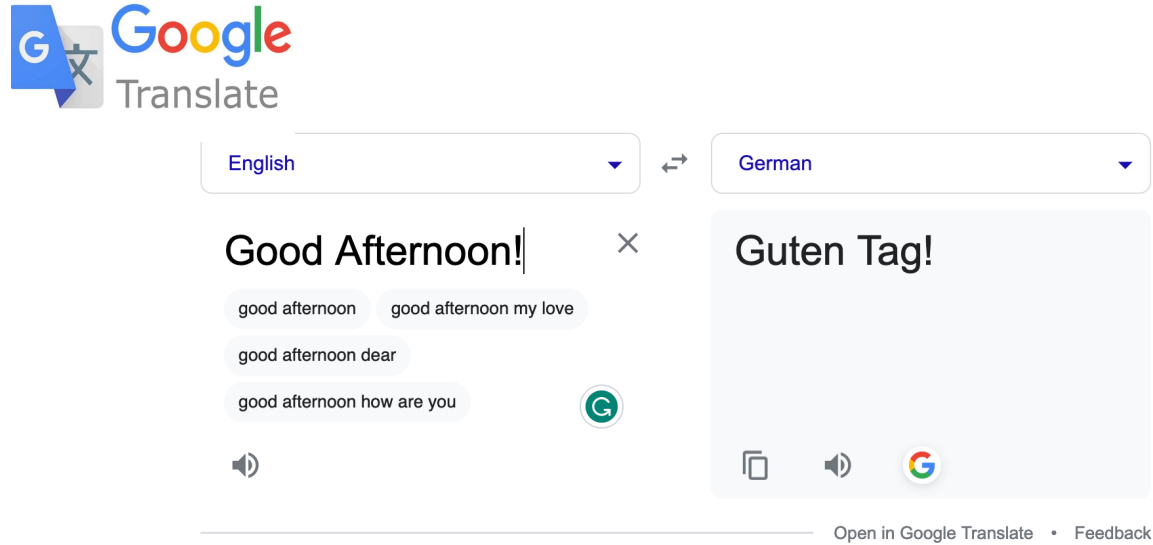 G 文
Google
Translate
English
German
Good Afternoon!
Guten Tag!
good afternoon
good afternoon my love
good afternoon dear
good afternoon how are you
G
G
Open in Google Translate • Feedback